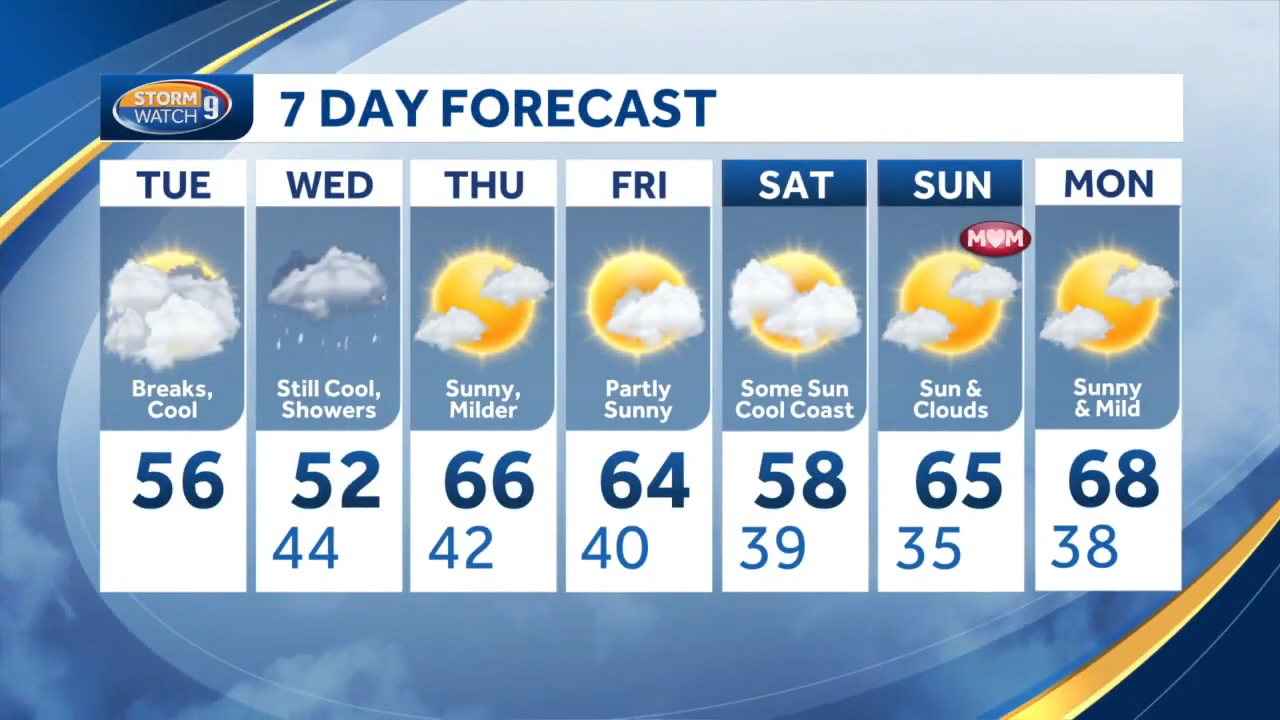 STORM
WATCH 9
7 DAY FORECAST
TUE
Breaks,
Cool
56
WED
Still Cool,
Showers
52
44
THU
Sunny,
Milder
66
42
FRI
Partly
Sunny
64
40
SAT
Some Sun
Cool Coast
58
39
SUN
M♥M
Sun &
Clouds
65
35
MON
Sunny
& Mild
68
38